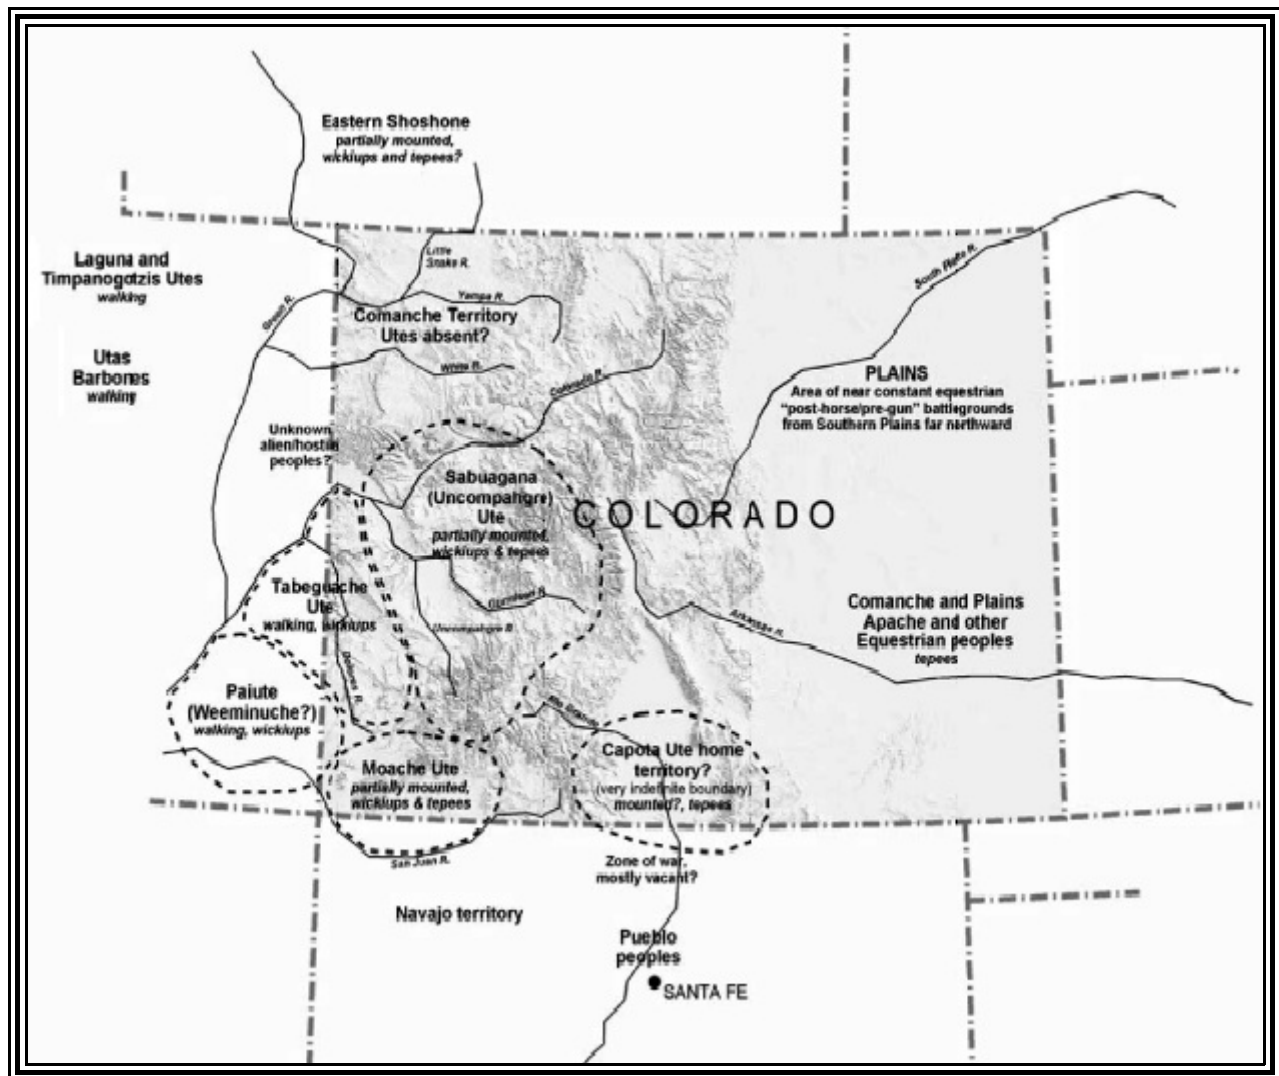 Eastern Shoshone
partially mounted,
wickiups and tepees?
Laguna and
Timpanogotzis Utes
walking
Little
Snake R.
Green R.
Yampa R.
South Platte R.
Comanche Territory
Utes absent?
Utas
Barbones
walking
White R.
Colorado R.
PLAINS
Area of near constant equestrian
“post-horse/pre-gun” battlegrounds
from Southern Plains far northward
Unknown
alien/hostile
peoples?
Sabuagana
(Uncompahgre)
Ute
partially mounted,
wickiups & tepees
COLORADO
Tabeguache
Ute
walking, wickiups
Gunnison R.
Uncompahgre R.
Arkansas R.
Comanche and Plains
Apache and other
Equestrian peoples
tepees
Dolores R.
Paiute
(Weeminuche?)
walking, wickiups
Rio Grande
Moache Ute
partially mounted,
wickiups & tepees
Capota Ute home
territory?
(very indefinite boundary)
mounted?, tepees
San Juan R.
Zone of war,
mostly vacant?
Navajo territory
Pueblo
peoples
SANTA FE